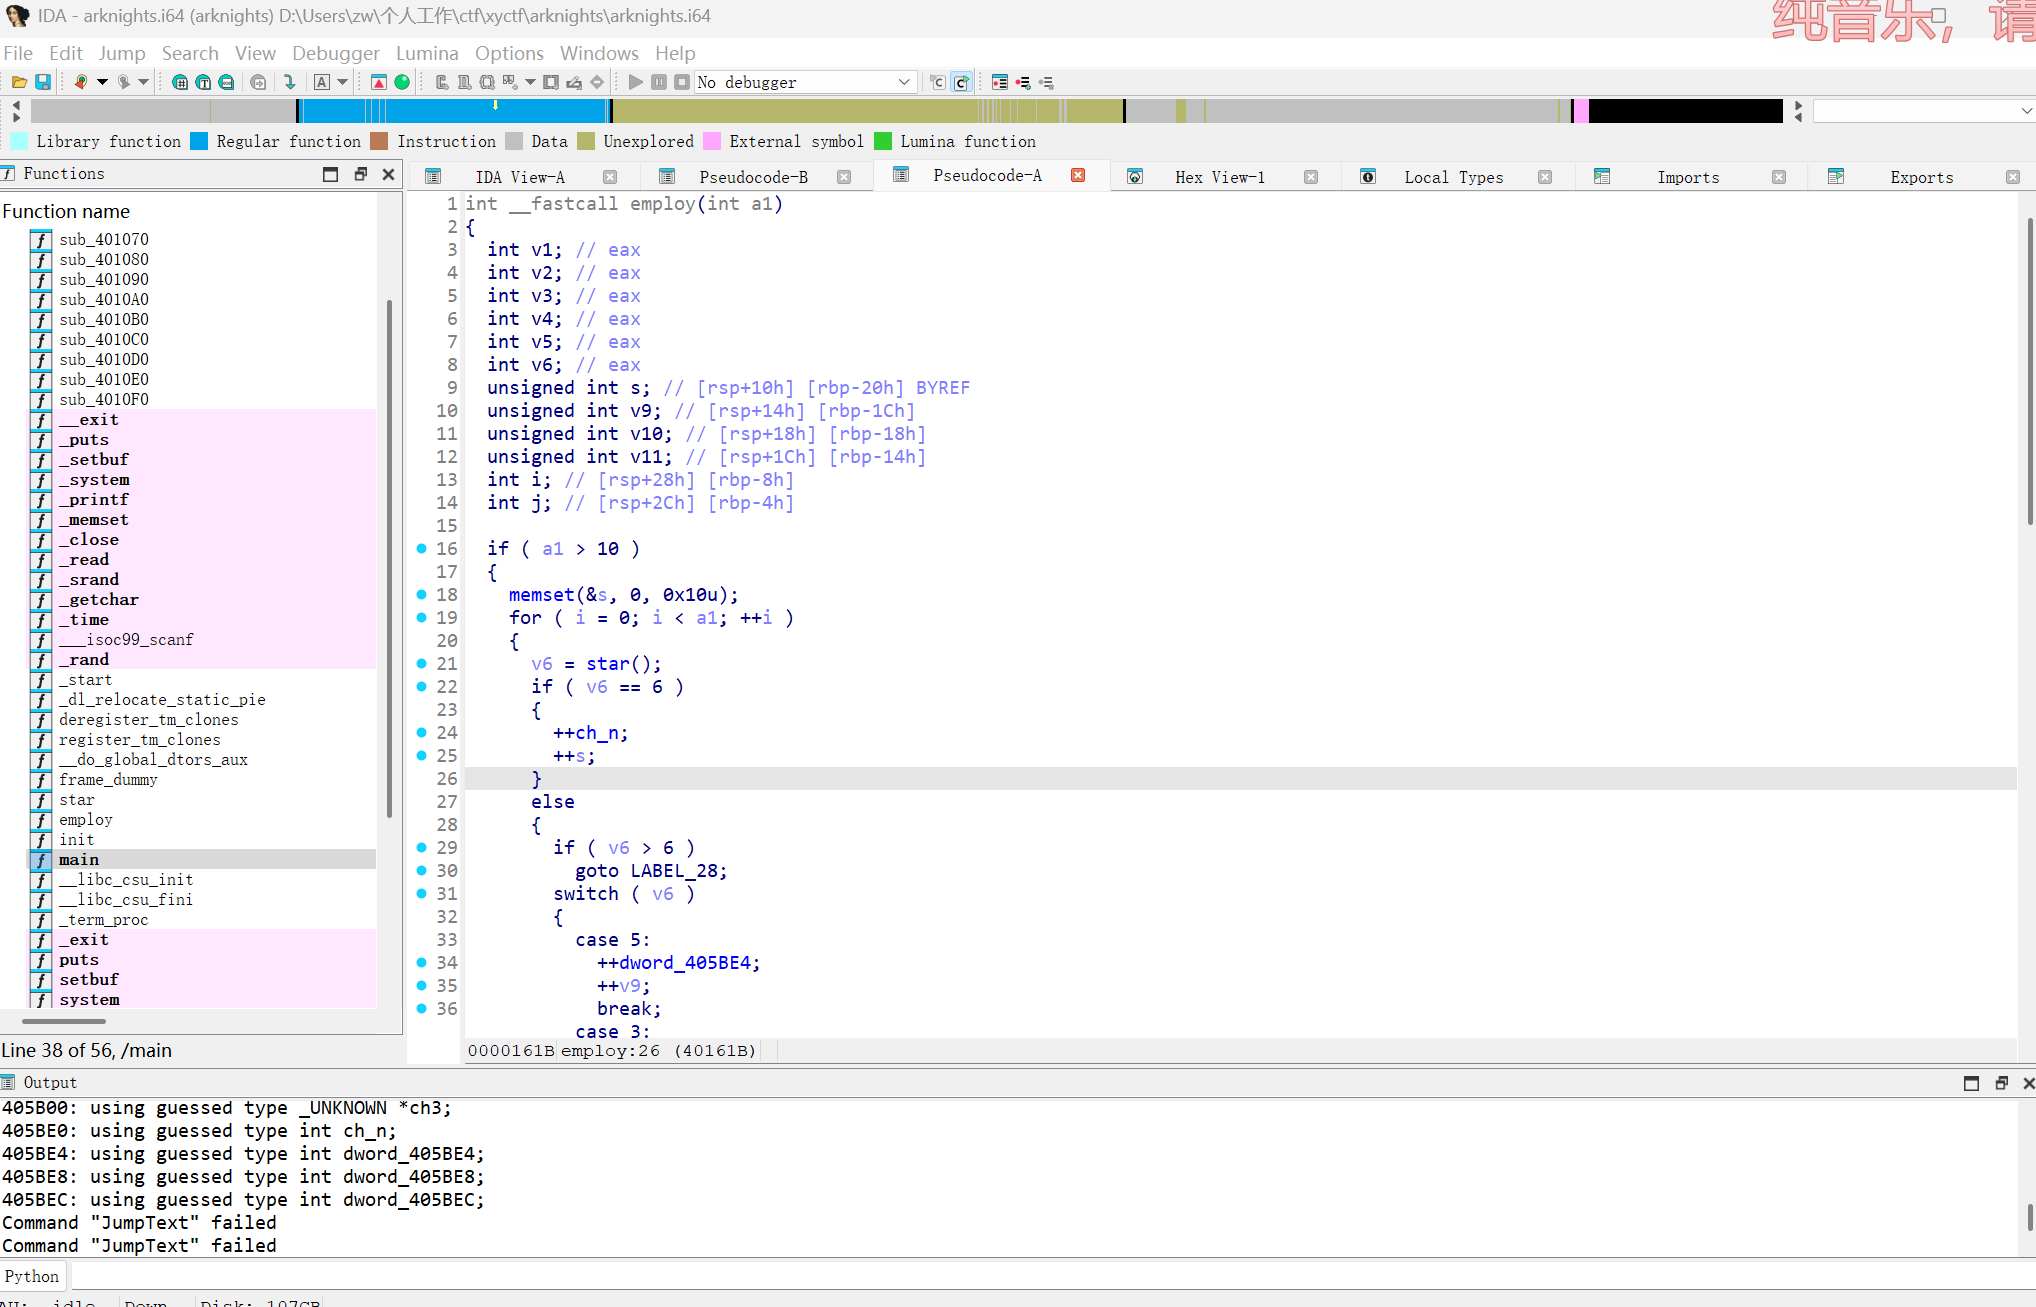 IDA - arknights.i64 (arknights) D:\Users\zw\个人工作\ctf\xyctf\arknights\arknights.i64
纯音乐，请
File Edit Jump Search View Debugger Lumina Options Windows Help
No debugger
Library function Regular function Instruction Data Unexplored External symbol Lumina function
Functions
IDA View-A Pseudocode-B Pseudocode-A Hex View-1 Local Types Imports Exports
Function name
sub_401070
sub_401080
sub_401090
sub_4010A0
sub_4010B0
sub_4010C0
sub_4010D0
sub_4010E0
sub_4010F0
__exit
_puts
_setbuf
_system
_printf
_memset
_close
_read
_srand
_getchar
_time
___isoc99_scanf
_rand
_start
_dl_relocate_static_pie
deregister_tm_clones
register_tm_clones
__do_global_dtors_aux
frame_dummy
star
employ
init
main
__libc_csu_init
__libc_csu_fini
_term_proc
_exit
puts
setbuf
system
Line 38 of 56, /main
1 int __fastcall employ(int a1)
2 {
3 int v1; // eax
4 int v2; // eax
5 int v3; // eax
6 int v4; // eax
7 int v5; // eax
8 int v6; // eax
9 unsigned int s; // [rsp+10h] [rbp-20h] BYREF
10 unsigned int v9; // [rsp+14h] [rbp-1Ch]
11 unsigned int v10; // [rsp+18h] [rbp-18h]
12 unsigned int v11; // [rsp+1Ch] [rbp-14h]
13 int i; // [rsp+28h] [rbp-8h]
14 int j; // [rsp+2Ch] [rbp-4h]
15
16 if ( a1 > 10 )
17 {
18 memset(&s, 0, 0x10u);
19 for ( i = 0; i < a1; ++i )
20 {
21 v6 = star();
22 if ( v6 == 6 )
23 {
24 ++ch_n;
25 ++s;
26 }
27 else
28 {
29 if ( v6 > 6 )
30 goto LABEL_28;
31 switch ( v6 )
32 {
33 case 5:
34 ++dword_405BE4;
35 ++v9;
36 break;
case 3:
0000161B employ:26 (40161B)
Output
405B00: using guessed type _UNKNOWN *ch3;
405BE0: using guessed type int ch_n;
405BE4: using guessed type int dword_405BE4;
405BE8: using guessed type int dword_405BE8;
405BEC: using guessed type int dword_405BEC;
Command "JumpText" failed
Command "JumpText" failed
Python
AU: idle Down Disk: 107GB